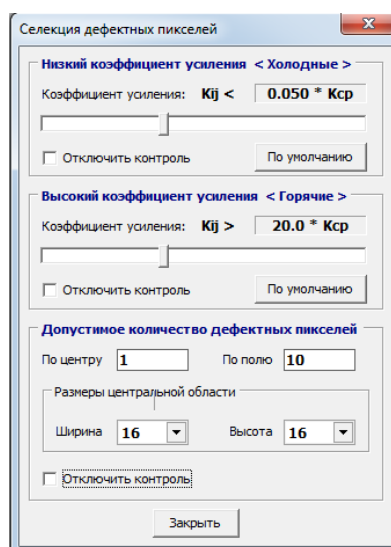 Селекция дефектных пикселей
Низкий коэффициент усиления < Холодные >
Коэффициент усиления: Kij < 0.050 * Kcp
Отключить контроль По умолчанию
Высокий коэффициент усиления < Горячие >
Коэффициент усиления: Kij > 20.0 * Kcp
Отключить контроль По умолчанию
Допустимое количество дефектных пикселей
По центру 1 По полю 10
Размеры центральной области
Ширина 16 Высота 16
Отключить контроль
Закрыть